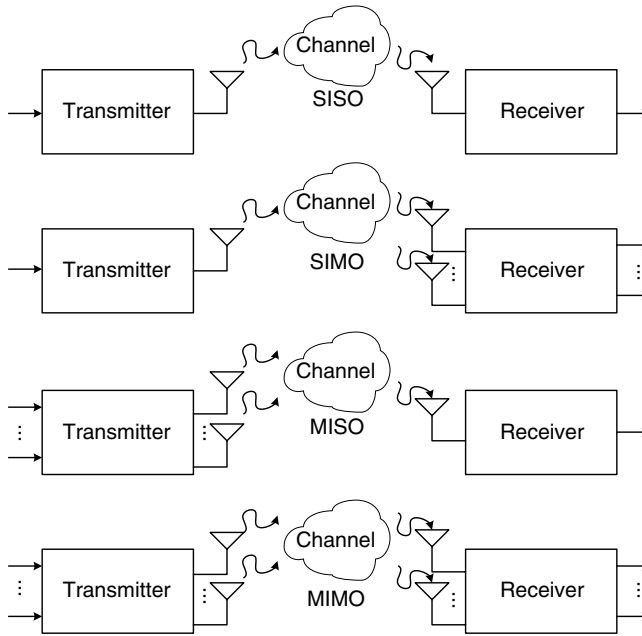 Transmitter
Channel
Receiver
SISO
Transmitter
Channel
Receiver
SIMO
Transmitter
Channel
Receiver
MISO
Transmitter
Channel
Receiver
MIMO